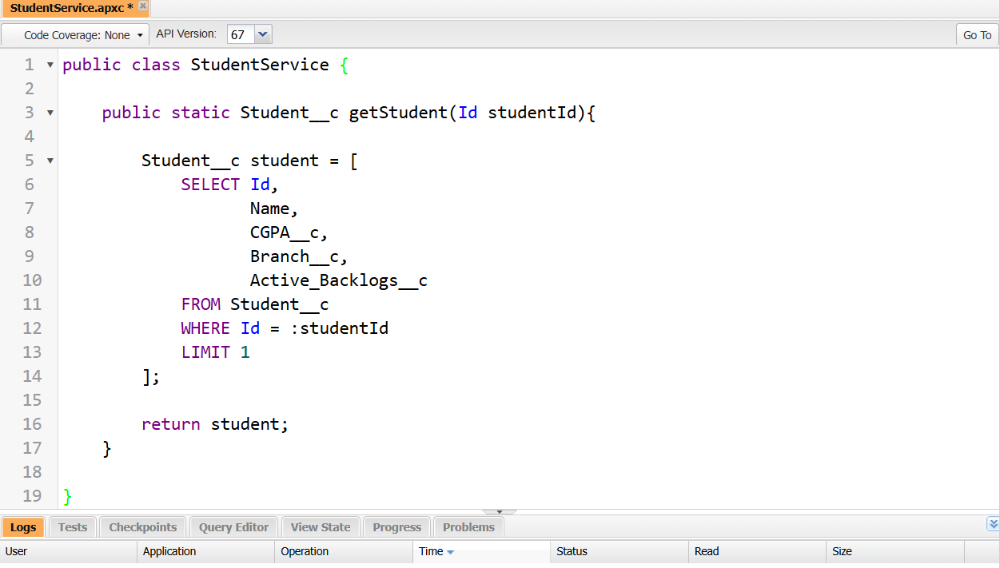 StudentService.apxc *
Code Coverage: None API Version: 67 Go To
1 public class StudentService {
2
3 public static Student__c getStudent(Id studentId){
4
5 Student__c student = [
6 SELECT Id,
7 Name,
8 CGPA__c,
9 Branch__c,
10 Active_Backlogs__c
11 FROM Student__c
12 WHERE Id = :studentId
13 LIMIT 1
14 ];
15
16 return student;
17 }
18
19 }
Logs Tests Checkpoints Query Editor View State Progress Problems
User Application Operation Time Status Read Size